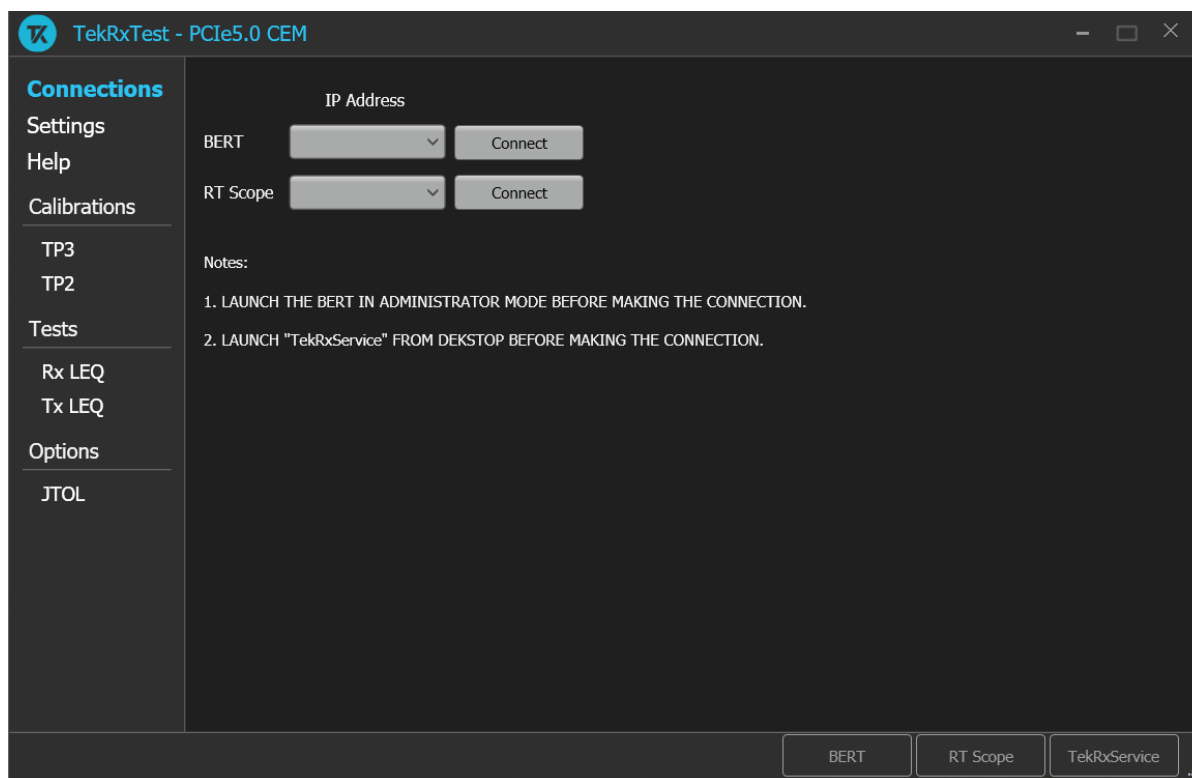 TekRxTest - PCIe5.0 CEM
Connections
Settings
Help
Calibrations
TP3
TP2
Tests
Rx LEQ
Tx LEQ
Options
JTOL
IP Address
BERT
Connect
RT Scope
Connect
Notes:
1. LAUNCH THE BERT IN ADMINISTRATOR MODE BEFORE MAKING THE CONNECTION.
2. LAUNCH "TekRxService" FROM DEKSTOP BEFORE MAKING THE CONNECTION.
BERT
RT Scope
TekRxService